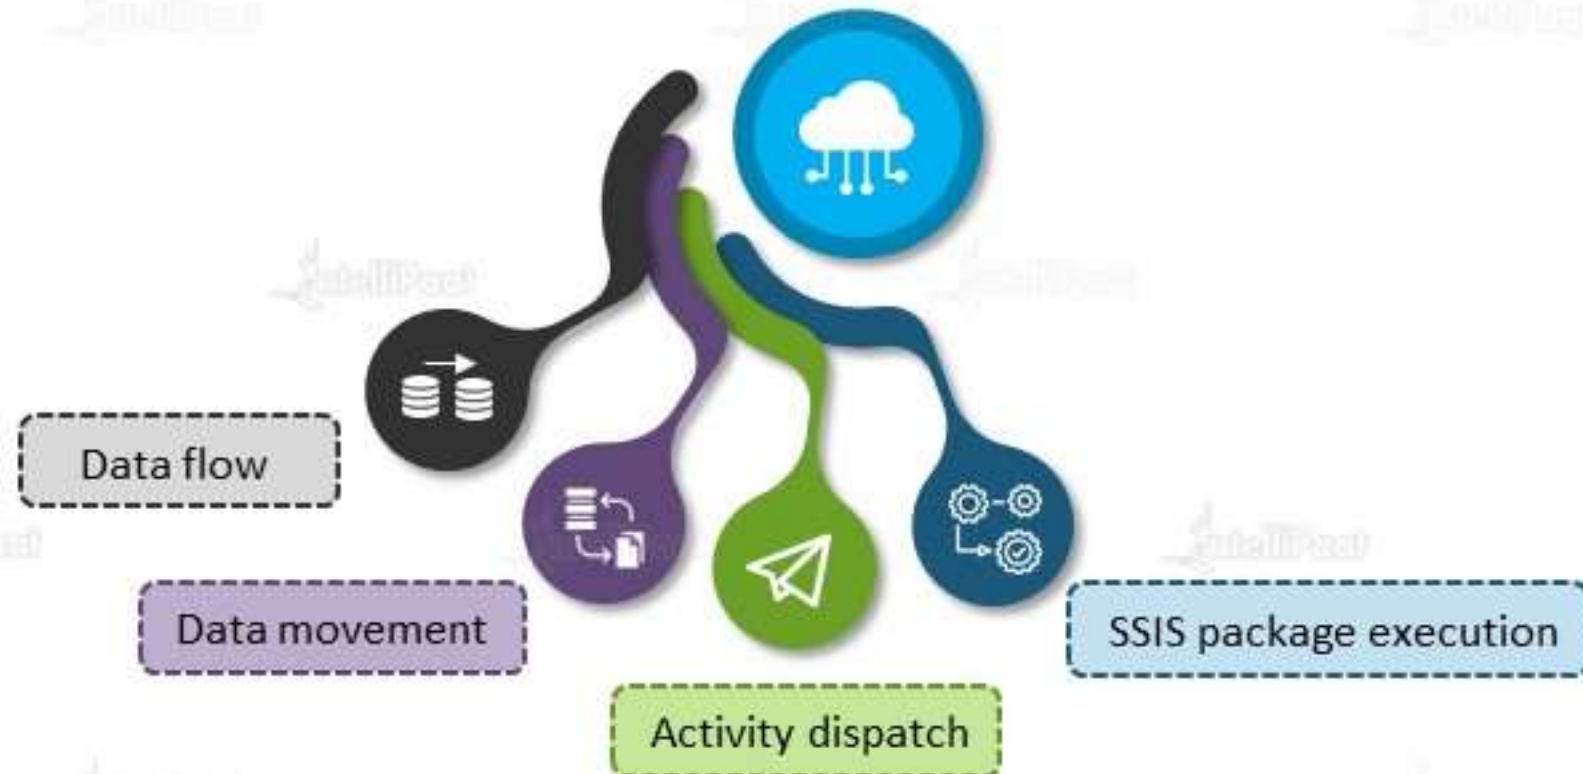 Data flow
Data movement
SSIS package execution
Activity dispatch